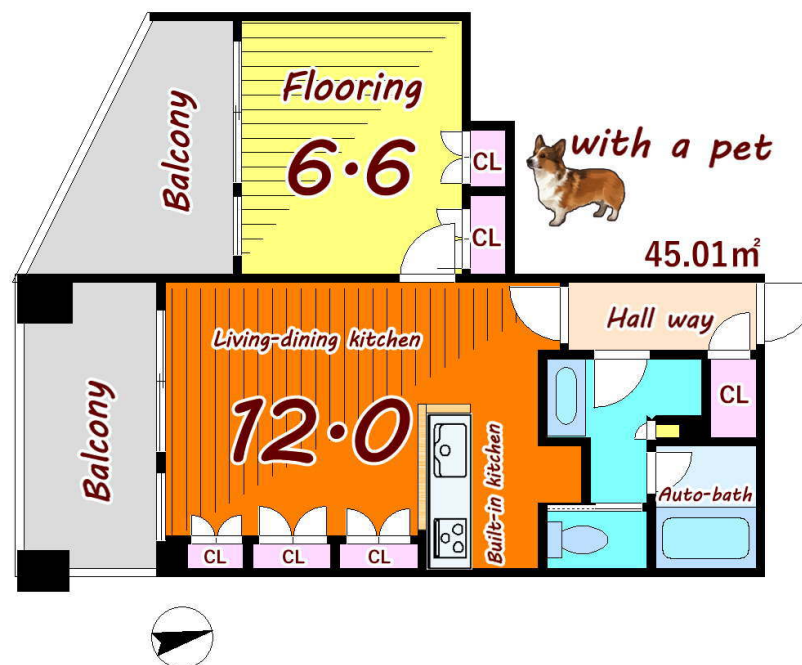 Flooring
6・6
Balcony
CL
CL
with a pet
45.01㎡
Living-dining kitchen
12・0
Hall way
CL
Balcony
Built-in kitchen
Auto-bath
CL
CL
CL